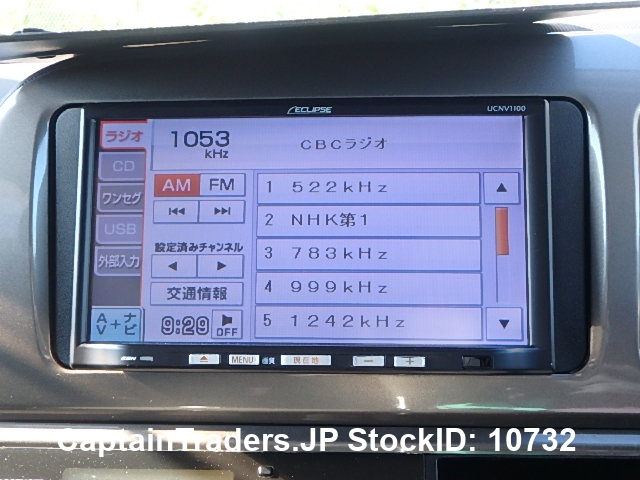 ECLIPSE UCNV1100
ラジオ 1053 kHz CBCラジオ
CD
AM FM
ワンセグ
USB
外部入力
設定済みチャンネル
交通情報
AV+ナビ
9:29 OFF
1 522kHz
2 NHK第1
3 783kHz
4 999kHz
5 1242kHz
MENU 画質 現在地 − +
CaptainTraders.JP StockID: 10732